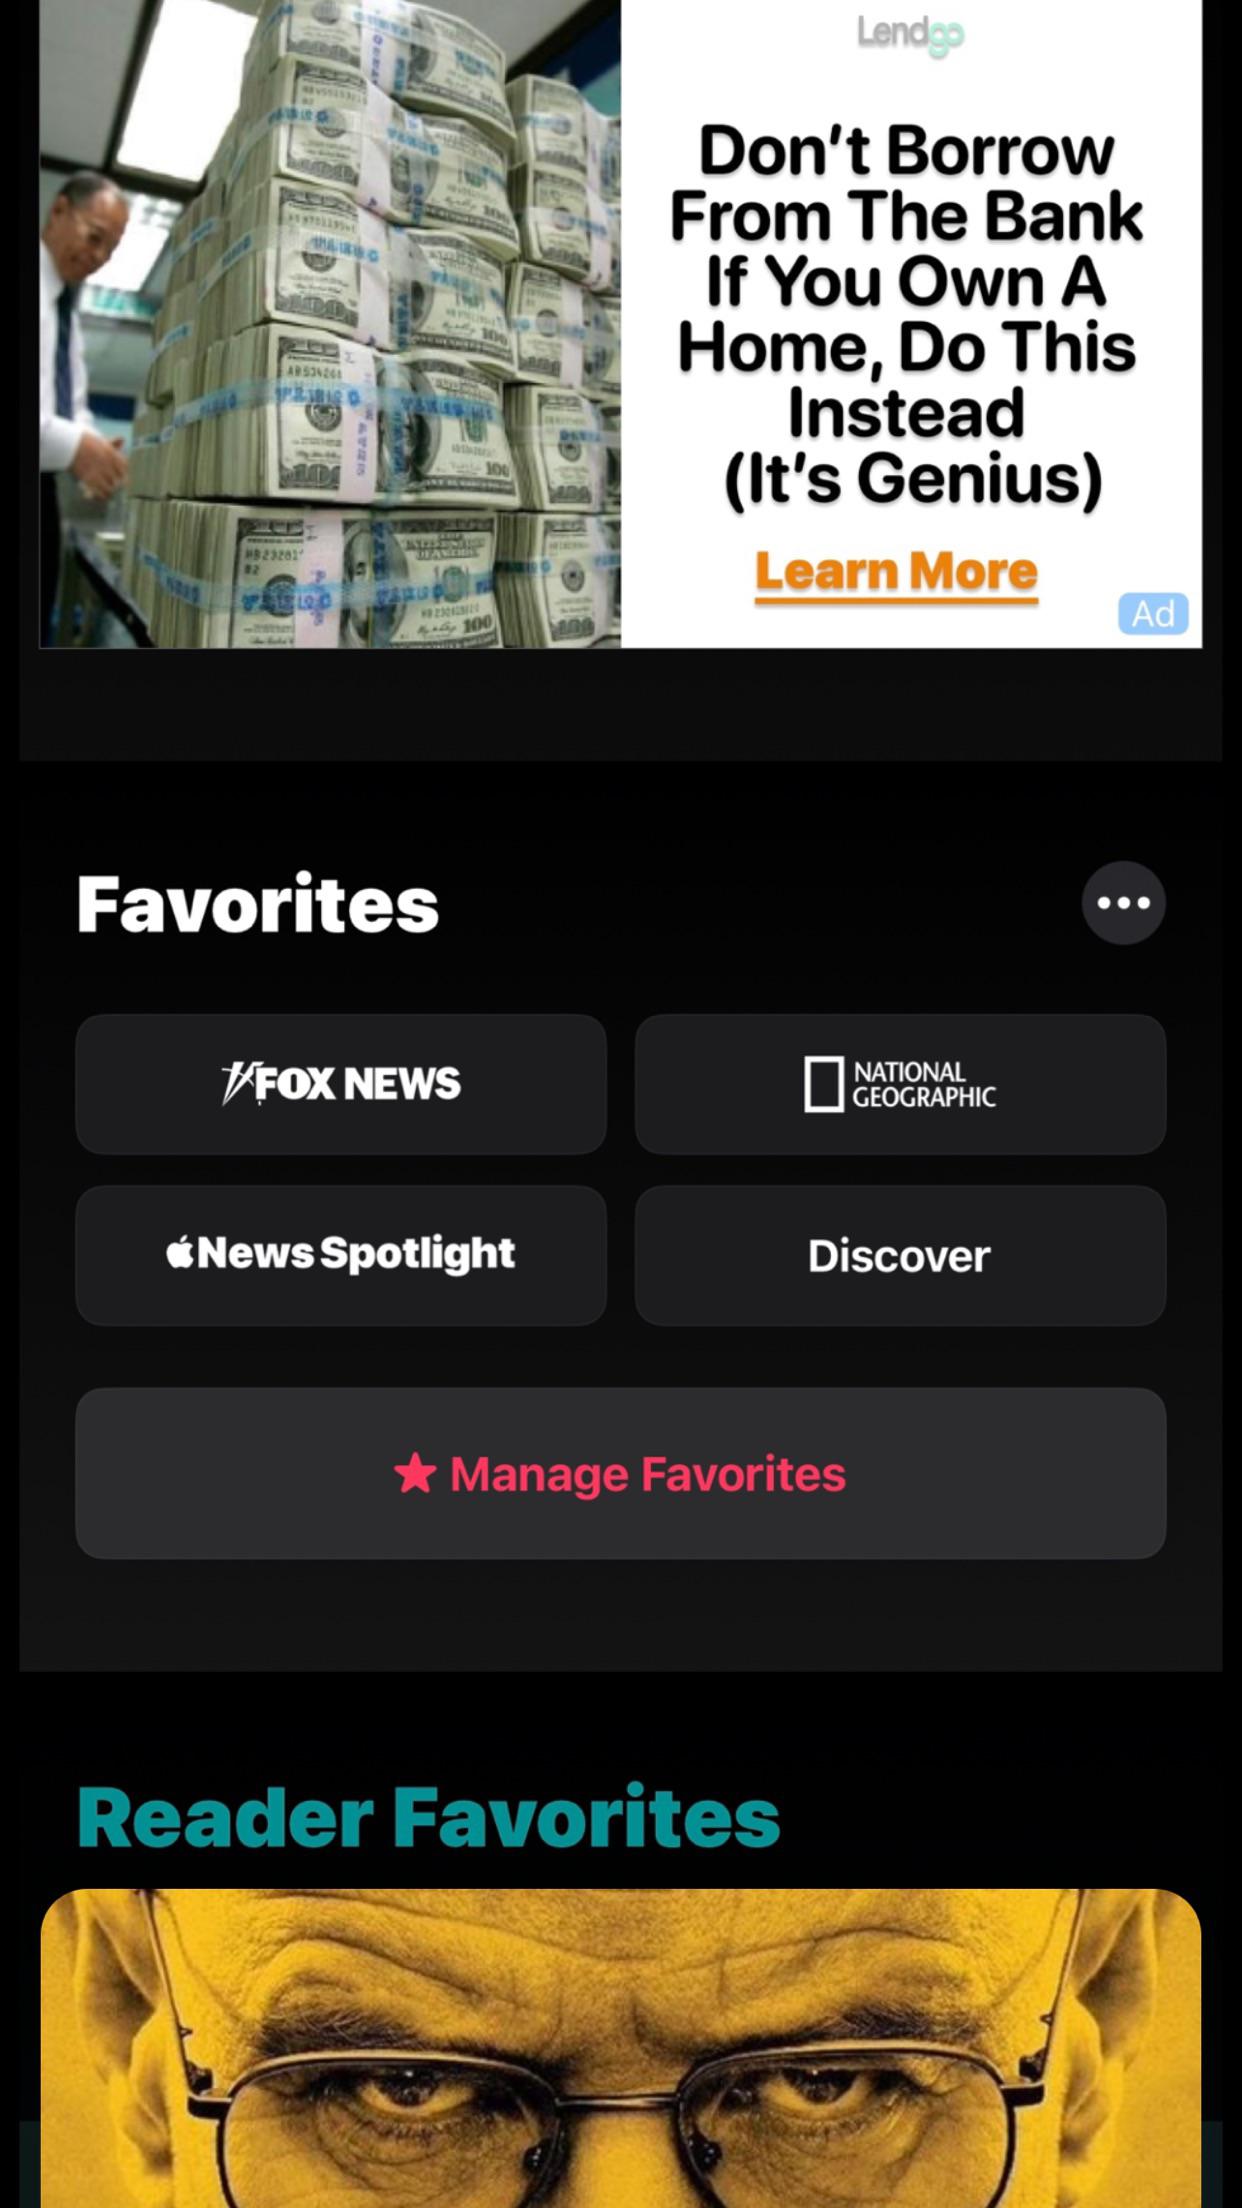 Lendgo
Don't Borrow
From The Bank
If You Own A
Home, Do This
Instead
(It's Genius)
Learn More
Ad
Favorites
FOX NEWS
NATIONAL
GEOGRAPHIC
News Spotlight
Discover
Manage Favorites
Reader Favorites